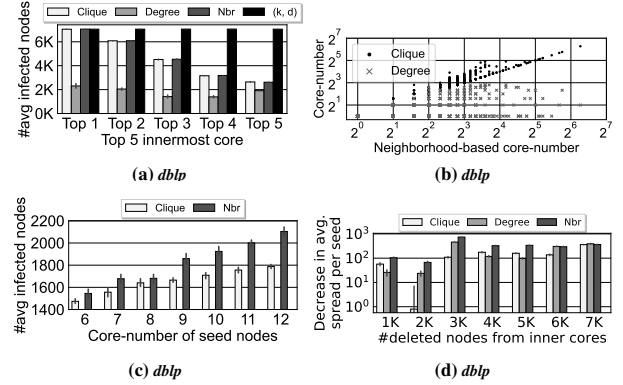 Clique Degree Nbr (k, d)
#avg infected nodes
6K
4K
2K
0K
Top 1 Top 2 Top 3 Top 4 Top 5
Top 5 innermost core
(a) dblp
Clique
Degree
Core-number
2^7
2^5
2^3
2^1
2^0 2^1 2^2 2^3 2^4 2^5 2^6 2^7
Neighborhood-based core-number
(b) dblp
Clique Nbr
#avg infected nodes
2200
2000
1800
1600
1400
6 7 8 9 10 11 12
Core-number of seed nodes
(c) dblp
Clique Degree Nbr
Decrease in avg.
spread per seed
10^3
10^2
10^1
10^0
1K 2K 3K 4K 5K 6K 7K
#deleted nodes from inner cores
(d) dblp